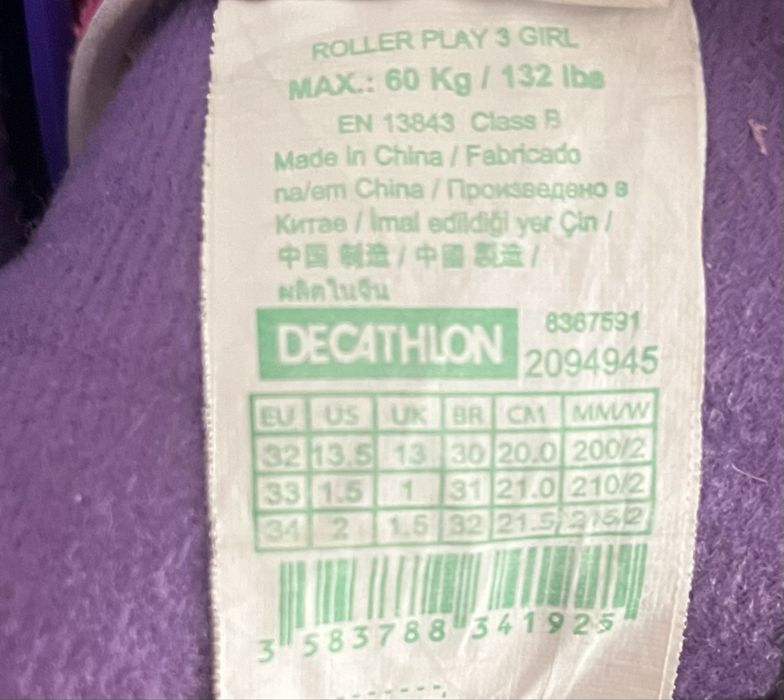 ROLLER PLAY 3 GIRL
MAX.: 60 Kg / 132 lbs
EN 13843 Class B
Made in China / Fabricado
na/em China / Произведено в
Китае / İmal edildiği yer Çin /
中国 制造 / 中國 製造 /
ผลิตในจีน
DECATHLON 8367591
2094945
EU US UK BR CM MM/W
32 13.5 13 30 20.0 200/2
33 1.5 1 31 21.0 210/2
34 2 1.5 32 21.5 215/2
3 583788 341925